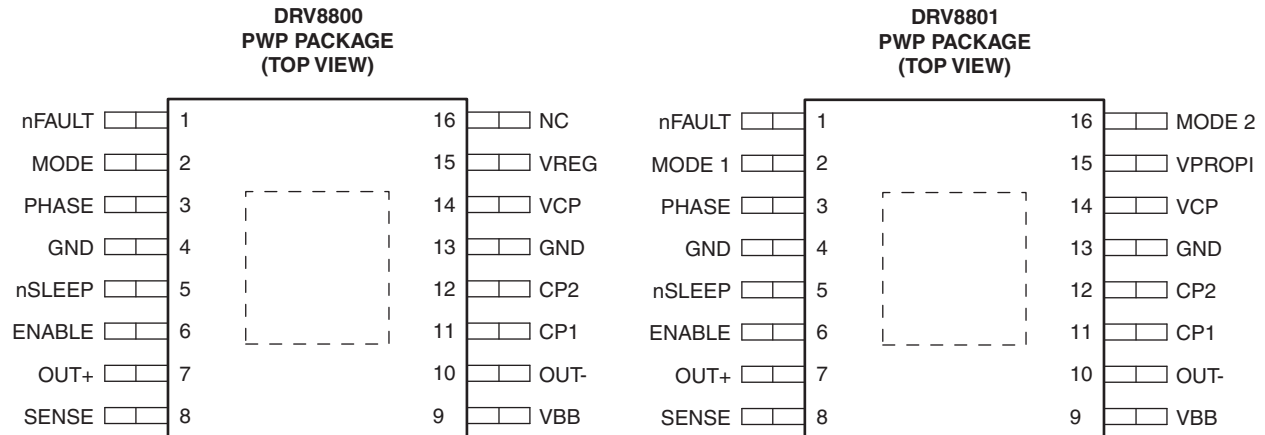 DRV8800
PWP PACKAGE
(TOP VIEW)
nFAULT 1 16 NC
MODE 2 15 VREG
PHASE 3 14 VCP
GND 4 13 GND
nSLEEP 5 12 CP2
ENABLE 6 11 CP1
OUT+ 7 10 OUT-
SENSE 8 9 VBB
DRV8801
PWP PACKAGE
(TOP VIEW)
nFAULT 1 16 MODE 2
MODE 1 2 15 VPROPI
PHASE 3 14 VCP
GND 4 13 GND
nSLEEP 5 12 CP2
ENABLE 6 11 CP1
OUT+ 7 10 OUT-
SENSE 8 9 VBB